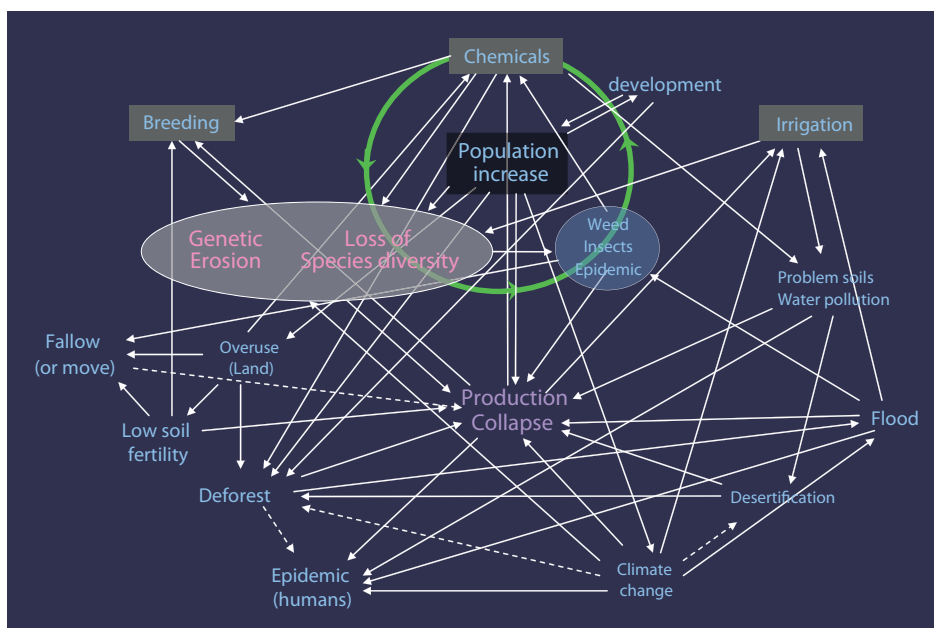 Chemicals
development
Breeding
Irrigation
Population
increase
Genetic
Erosion
Loss of
Species diversity
Weed
Insects
Epidemic
Problem soils
Water pollution
Fallow
(or move)
Overuse
(Land)
Production
Collapse
Low soil
fertility
Flood
Deforest
Desertification
Epidemic
(humans)
Climate
change